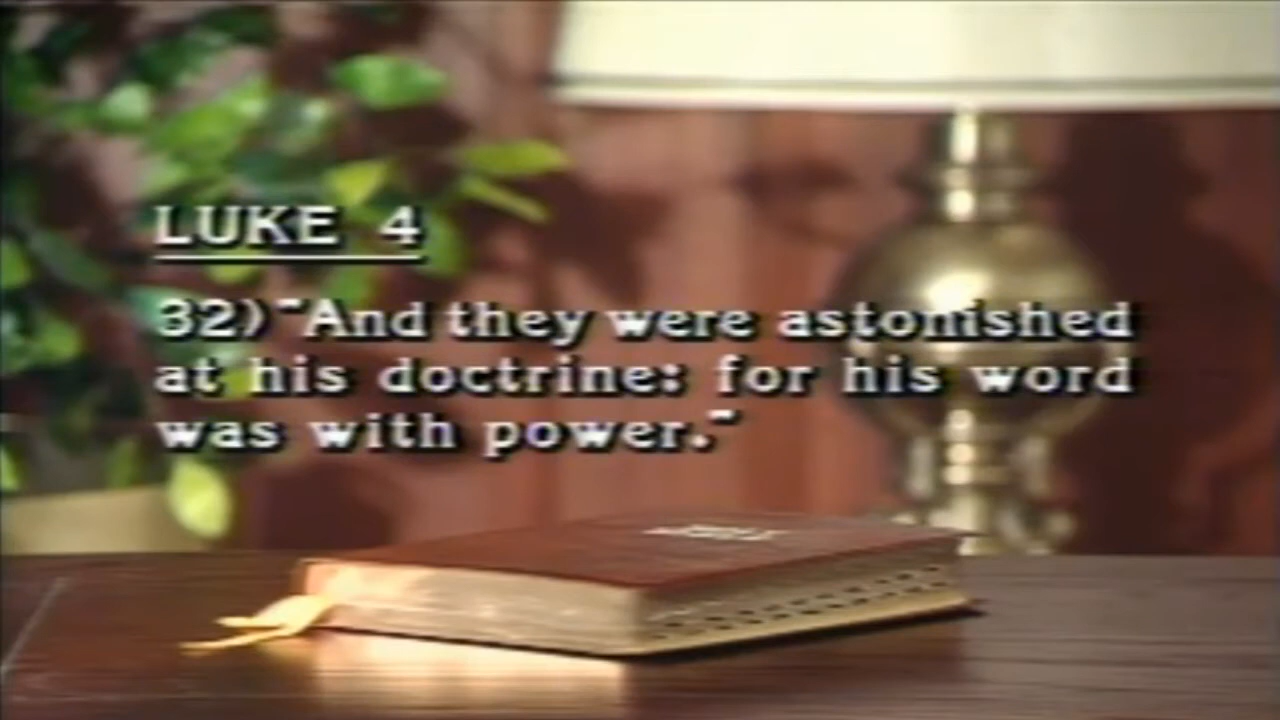 LUKE 4
32) "And they were astonished
at his doctrine: for his word
was with power."